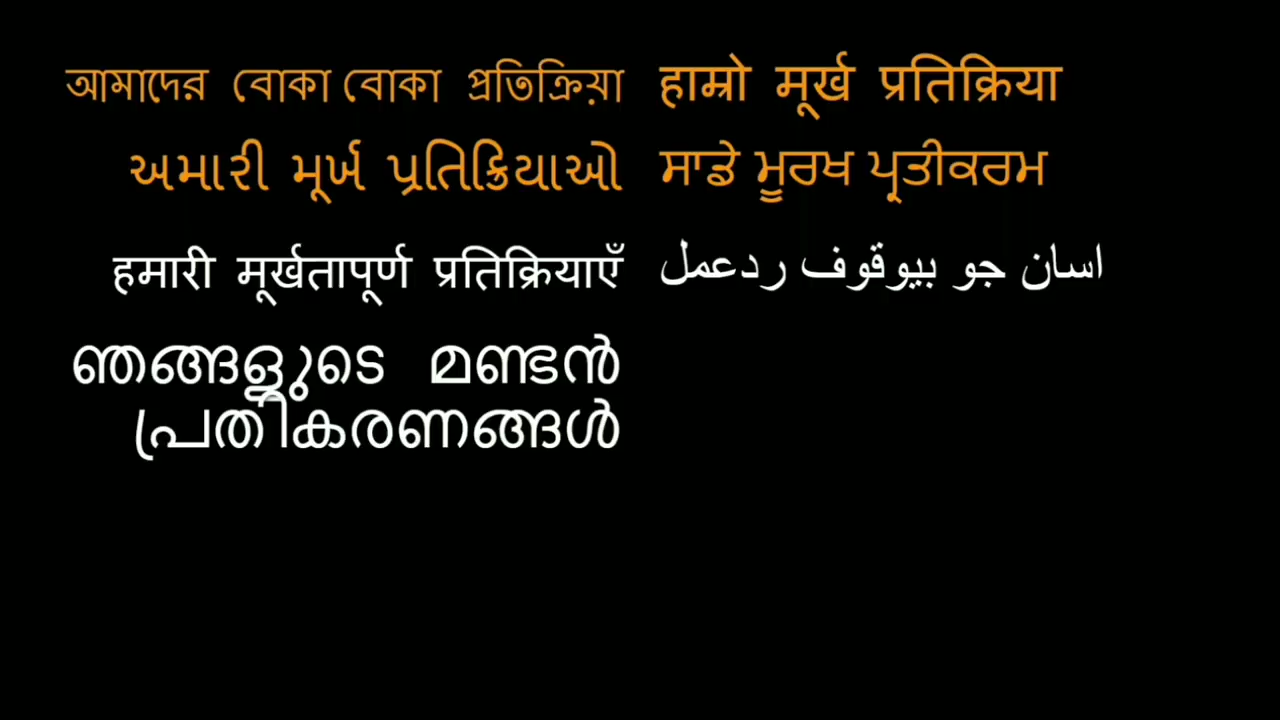 আমাদের বোকা বোকা প্রতিক্রিয়া
हाम्रो मूर्ख प्रतिक्रिया
અમારી મૂર્ખ પ્રતિક્રિયાઓ
ਸਾਡੇ ਮੂਰਖ ਪ੍ਰਤੀਕਰਮ
हमारी मूर्खतापूर्ण प्रतिक्रियाएँ
اسان جو بيوقوف ردعمل
ഞങ്ങളുടെ മണ്ടൻ
പ്രതികരണങ്ങൾ